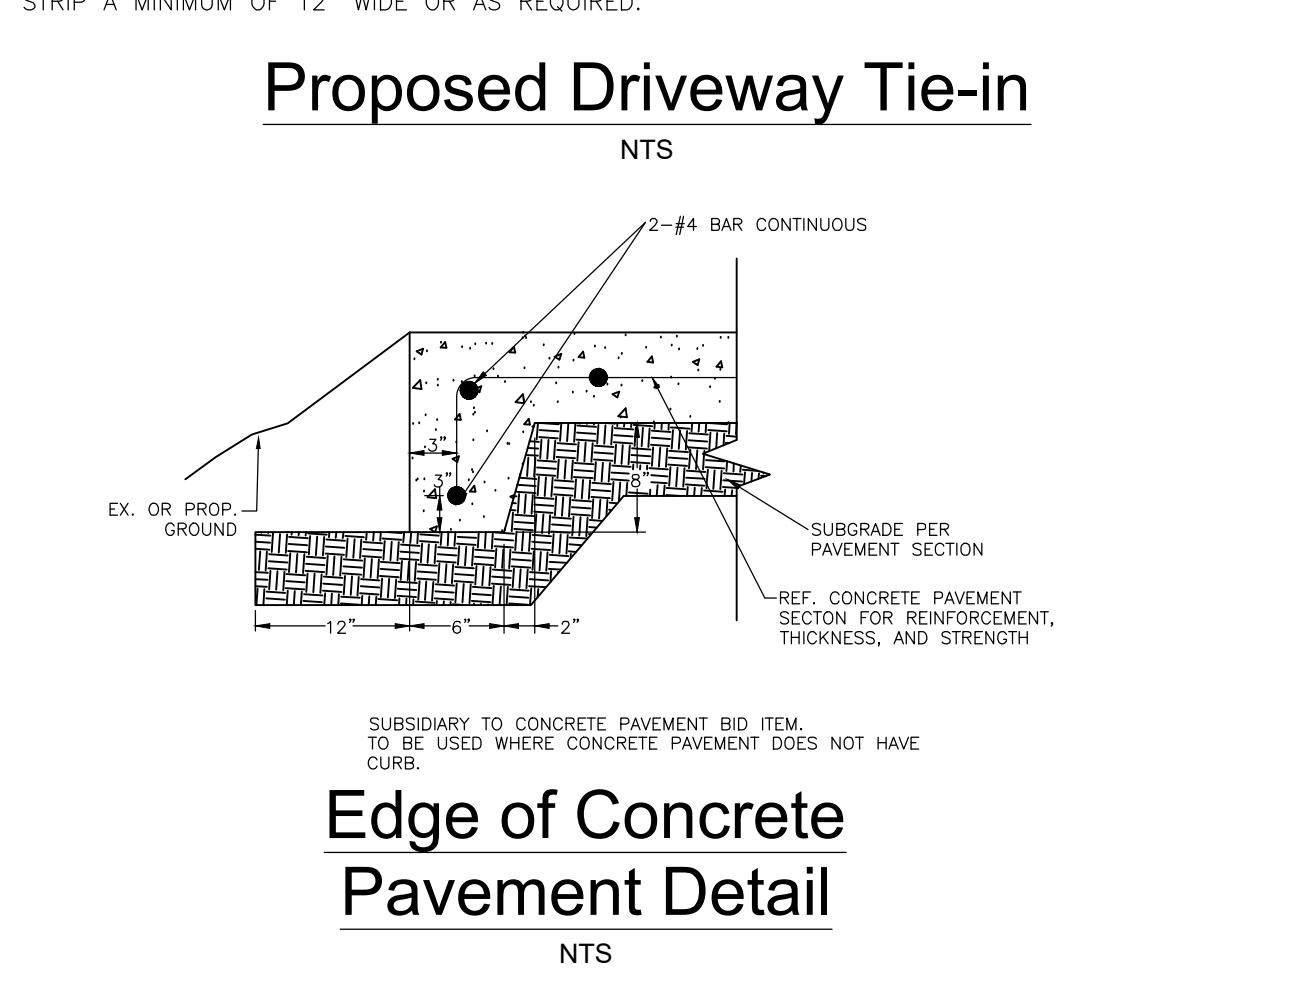 STRIP A MINIMUM OF 12" WIDE OR AS REQUIRED.
Proposed Driveway Tie-in
NTS
2-#4 BAR CONTINUOUS
3"
3"
8"
EX. OR PROP.
GROUND
SUBGRADE PER
PAVEMENT SECTION
REF. CONCRETE PAVEMENT
SECTON FOR REINFORCEMENT,
THICKNESS, AND STRENGTH
12" 6" 2"
SUBSIDIARY TO CONCRETE PAVEMENT BID ITEM.
TO BE USED WHERE CONCRETE PAVEMENT DOES NOT HAVE
CURB.
Edge of Concrete
Pavement Detail
NTS